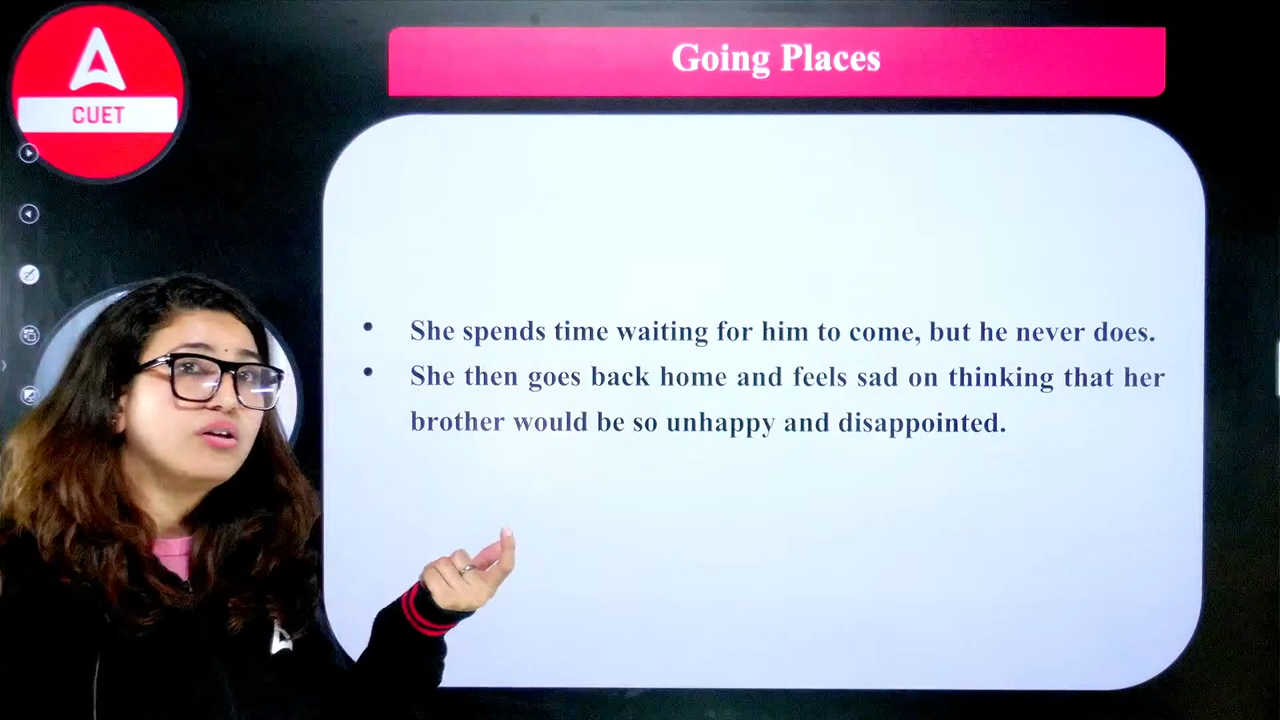 CUET
Going Places
• She spends time waiting for him to come, but he never does.
• She then goes back home and feels sad on thinking that her
brother would be so unhappy and disappointed.